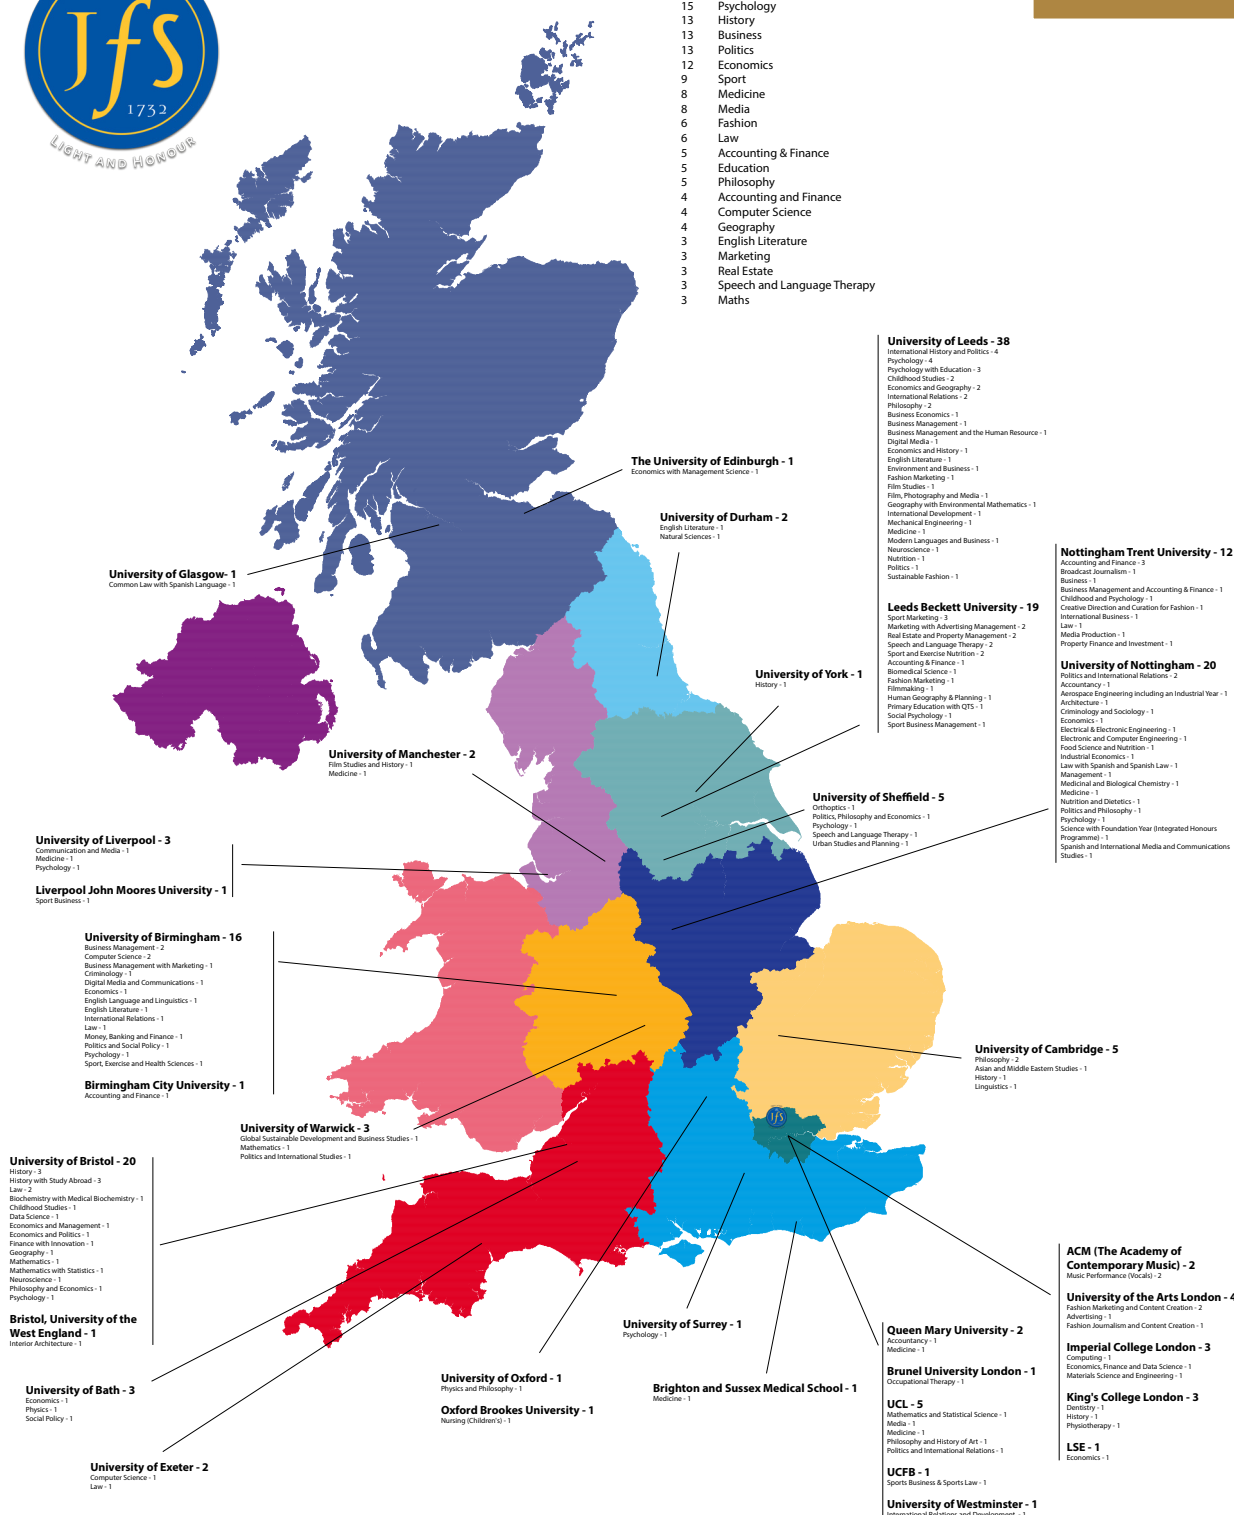 JfS
1732
LIGHT AND HONOUR
15 Psychology
13 History
13 Business
13 Politics
12 Economics
9 Sport
8 Medicine
8 Media
6 Fashion
6 Law
5 Accounting & Finance
5 Education
5 Philosophy
4 Accounting and Finance
4 Computer Science
4 Geography
3 English Literature
3 Marketing
3 Real Estate
3 Speech and Language Therapy
3 Maths
University of Leeds - 38
International History and Politics - 4
Psychology - 4
Psychology with Education - 3
Childhood Studies - 2
Economics and Geography - 2
International Relations - 2
Philosophy - 2
Business Economics - 1
Business Management - 1
Business Management and the Human Resource - 1
Digital Media - 1
Economics and History - 1
English Literature - 1
Environment and Business - 1
Fashion Marketing - 1
Film Studies - 1
Film, Photography and Media - 1
Geography with Environmental Mathematics - 1
International Development - 1
Mechanical Engineering - 1
Medicine - 1
Modern Languages and Business - 1
Neuroscience - 1
Nutrition - 1
Politics - 1
Sustainable Fashion - 1
Leeds Beckett University - 19
Sport Marketing - 3
Marketing with Advertising Management - 2
Real Estate and Property Management - 2
Speech and Language Therapy - 2
Sport and Exercise Nutrition - 2
Accounting & Finance - 1
Biomedical Science - 1
Fashion Marketing - 1
Filmmaking - 1
Human Geography & Planning - 1
Primary Education with QTS - 1
Social Psychology - 1
Sport Business Management - 1
The University of Edinburgh - 1
Economics with Management Science - 1
University of Durham - 2
English Literature - 1
Natural Sciences - 1
University of Glasgow- 1
Common Law with Spanish Language - 1
Nottingham Trent University - 12
Accounting and Finance - 3
Broadcast Journalism - 1
Business - 1
Business Management and Accounting & Finance - 1
Childhood and Psychology - 1
Creative Direction and Curation for Fashion - 1
International Business - 1
Law - 1
Media Production - 1
Property Finance and Investment - 1
University of Nottingham - 20
Politics and International Relations - 2
Accountancy - 1
Aerospace Engineering including an Industrial Year - 1
Architecture - 1
Criminology and Sociology - 1
Economics - 1
Electrical & Electronic Engineering - 1
Electronic and Computer Engineering - 1
Food Science and Nutrition - 1
Industrial Economics - 1
Law with Spanish and Spanish Law - 1
Management - 1
Medicinal and Biological Chemistry - 1
Medicine - 1
Nutrition and Dietetics - 1
Politics and Philosophy - 1
Psychology - 1
Science with Foundation Year (Integrated Honours
Programme) - 1
Spanish and International Media and Communications
Studies - 1
University of York - 1
History - 1
University of Manchester - 2
Film Studies and History - 1
Medicine - 1
University of Sheffield - 5
Orthoptics - 1
Politics, Philosophy and Economics - 1
Psychology - 1
Speech and Language Therapy - 1
Urban Studies and Planning - 1
University of Liverpool - 3
Communication and Media - 1
Medicine - 1
Psychology - 1
Liverpool John Moores University - 1
Sport Business - 1
University of Birmingham - 16
Business Management - 2
Computer Science - 2
Business Management with Marketing - 1
Criminology - 1
Digital Media and Communications - 1
Economics - 1
English Language and Linguistics - 1
English Literature - 1
International Relations - 1
Law - 1
Money, Banking and Finance - 1
Politics and Social Policy - 1
Psychology - 1
Sport, Exercise and Health Sciences - 1
Birmingham City University - 1
Accounting and Finance - 1
University of Cambridge - 5
Philosophy - 2
Asian and Middle Eastern Studies - 1
History - 1
Linguistics - 1
JfS
University of Warwick - 3
Global Sustainable Development and Business Studies - 1
Mathematics - 1
Politics and International Studies - 1
University of Bristol - 20
History - 3
History with Study Abroad - 3
Law - 2
Biochemistry with Medical Biochemistry - 1
Childhood Studies - 1
Data Science - 1
Economics and Management - 1
Economics and Politics - 1
Finance with Innovation - 1
Geography - 1
Mathematics - 1
Mathematics with Statistics - 1
Neuroscience - 1
Philosophy and Economics - 1
Psychology - 1
Bristol, University of the
West England - 1
Interior Architecture - 1
University of Bath - 3
Economics - 1
Physics - 1
Social Policy - 1
University of Exeter - 2
Computer Science - 1
Law - 1
University of Oxford - 1
Physics and Philosophy - 1
Oxford Brookes University - 1
Nursing (Children's) - 1
University of Surrey - 1
Psychology - 1
Brighton and Sussex Medical School - 1
Medicine - 1
Queen Mary University - 2
Accountancy - 1
Medicine - 1
Brunel University London - 1
Occupational Therapy - 1
UCL - 5
Mathematics and Statistical Science - 1
Media - 1
Medicine - 1
Philosophy and History of Art - 1
Politics and International Relations - 1
UCFB - 1
Sports Business & Sports Law - 1
University of Westminster - 1
International Relations and Development - 1
ACM (The Academy of
Contemporary Music) - 2
Music Performance (Vocals) - 2
University of the Arts London - 4
Fashion Marketing and Content Creation - 2
Advertising - 1
Fashion Journalism and Content Creation - 1
Imperial College London - 3
Computing - 1
Economics, Finance and Data Science - 1
Materials Science and Engineering - 1
King's College London - 3
Dentistry - 1
History - 1
Physiotherapy - 1
LSE - 1
Economics - 1